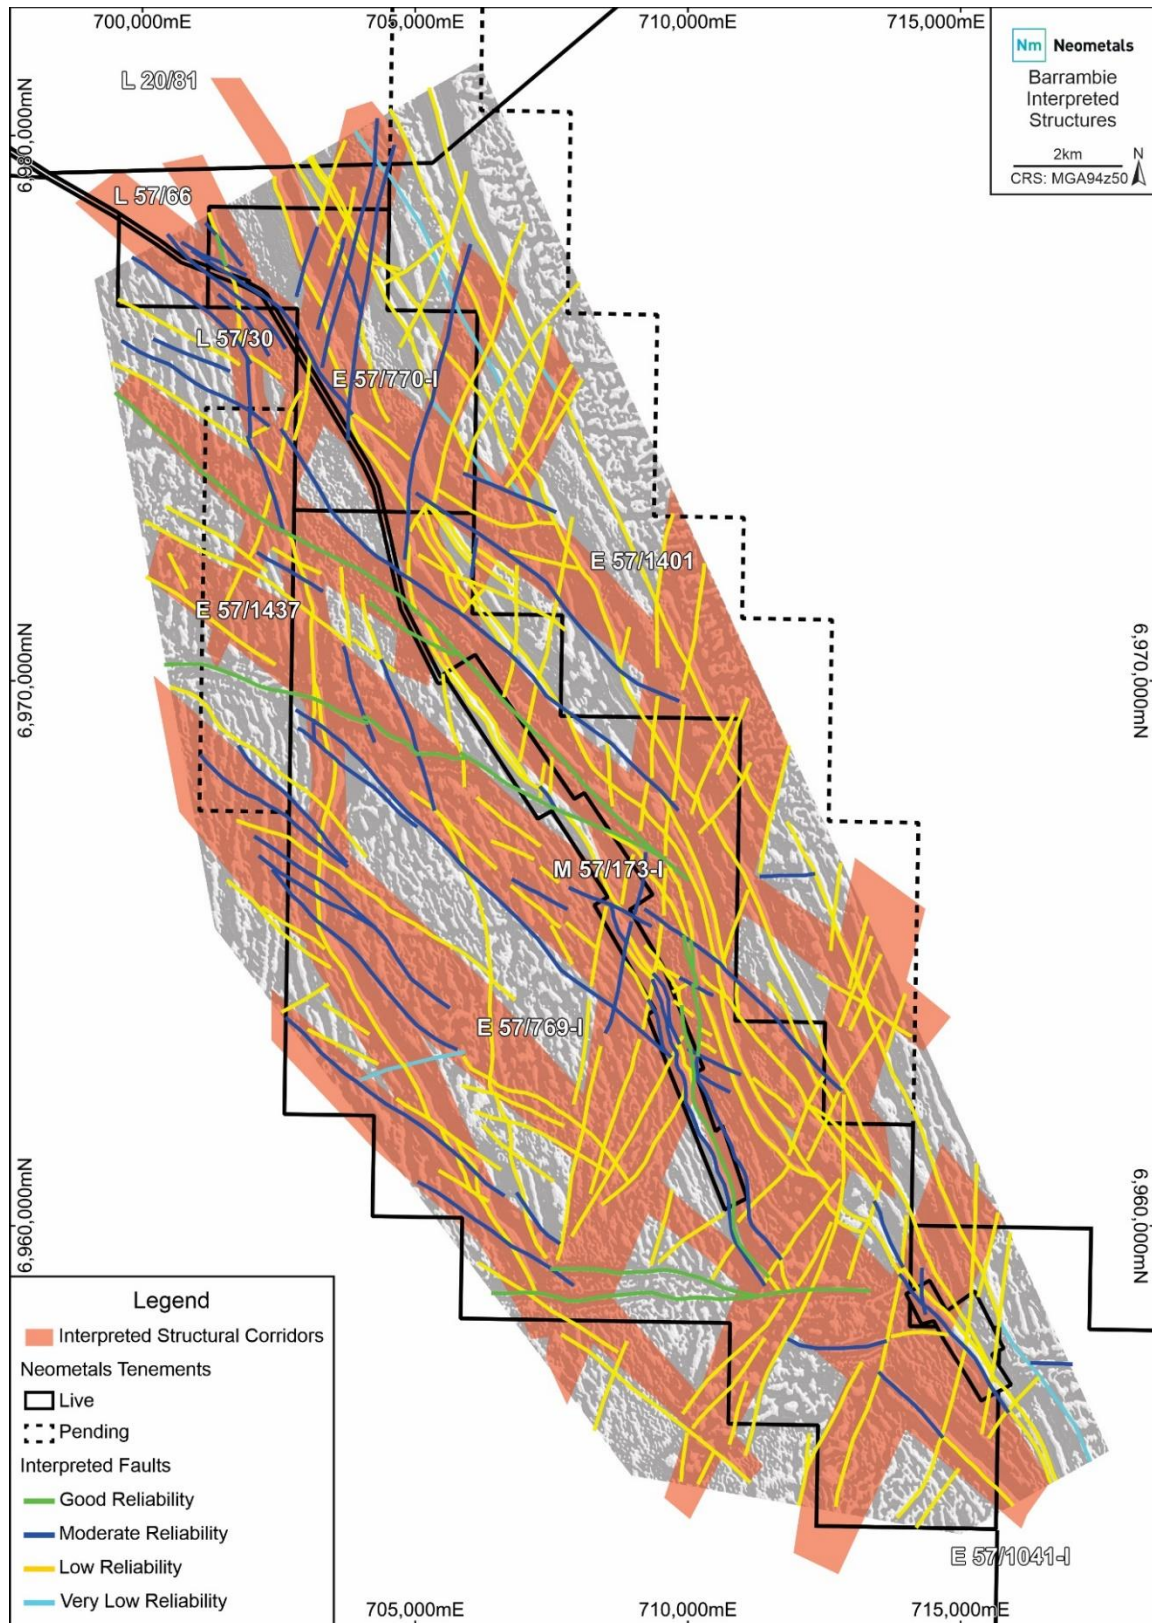 700,000mE
705,000mE
710,000mE
715,000mE
Nm Neometals
Barrambie
Interpreted
Structures
2km
N
CRS: MGA94z50
L 20/81
6,980,000mN
L 57/66
L 57/30
E 57/770-I
E 57/1401
E 57/1437
6,970,000mN
6,970,000mN
M 57/173-I
E 57/769-I
6,960,000mN
6,960,000mN
Legend
Interpreted Structural Corridors
Neometals Tenements
Live
Pending
Interpreted Faults
Good Reliability
Moderate Reliability
Low Reliability
Very Low Reliability
E 57/1041-I
705,000mE
710,000mE
715,000mE